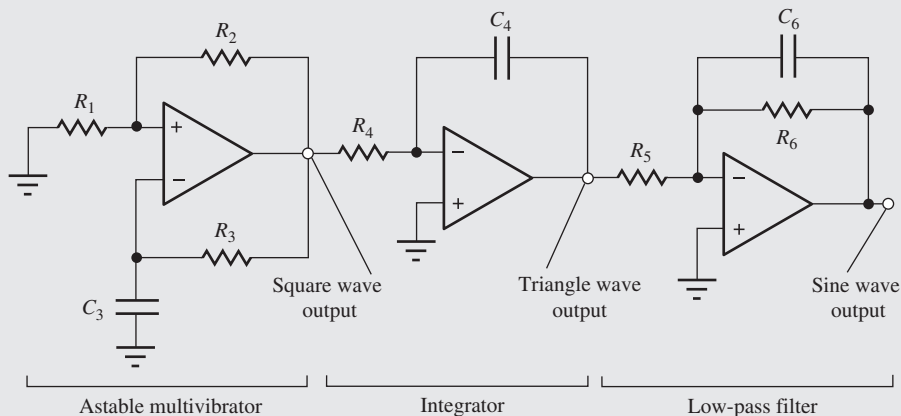 C₄
C₆
R₂
R₁
R₄
R₆
R₅
+
−
−
+
−
+
R₃
C₃
Square wave
output
Triangle wave
output
Sine wave
output
Astable multivibrator
Integrator
Low-pass filter